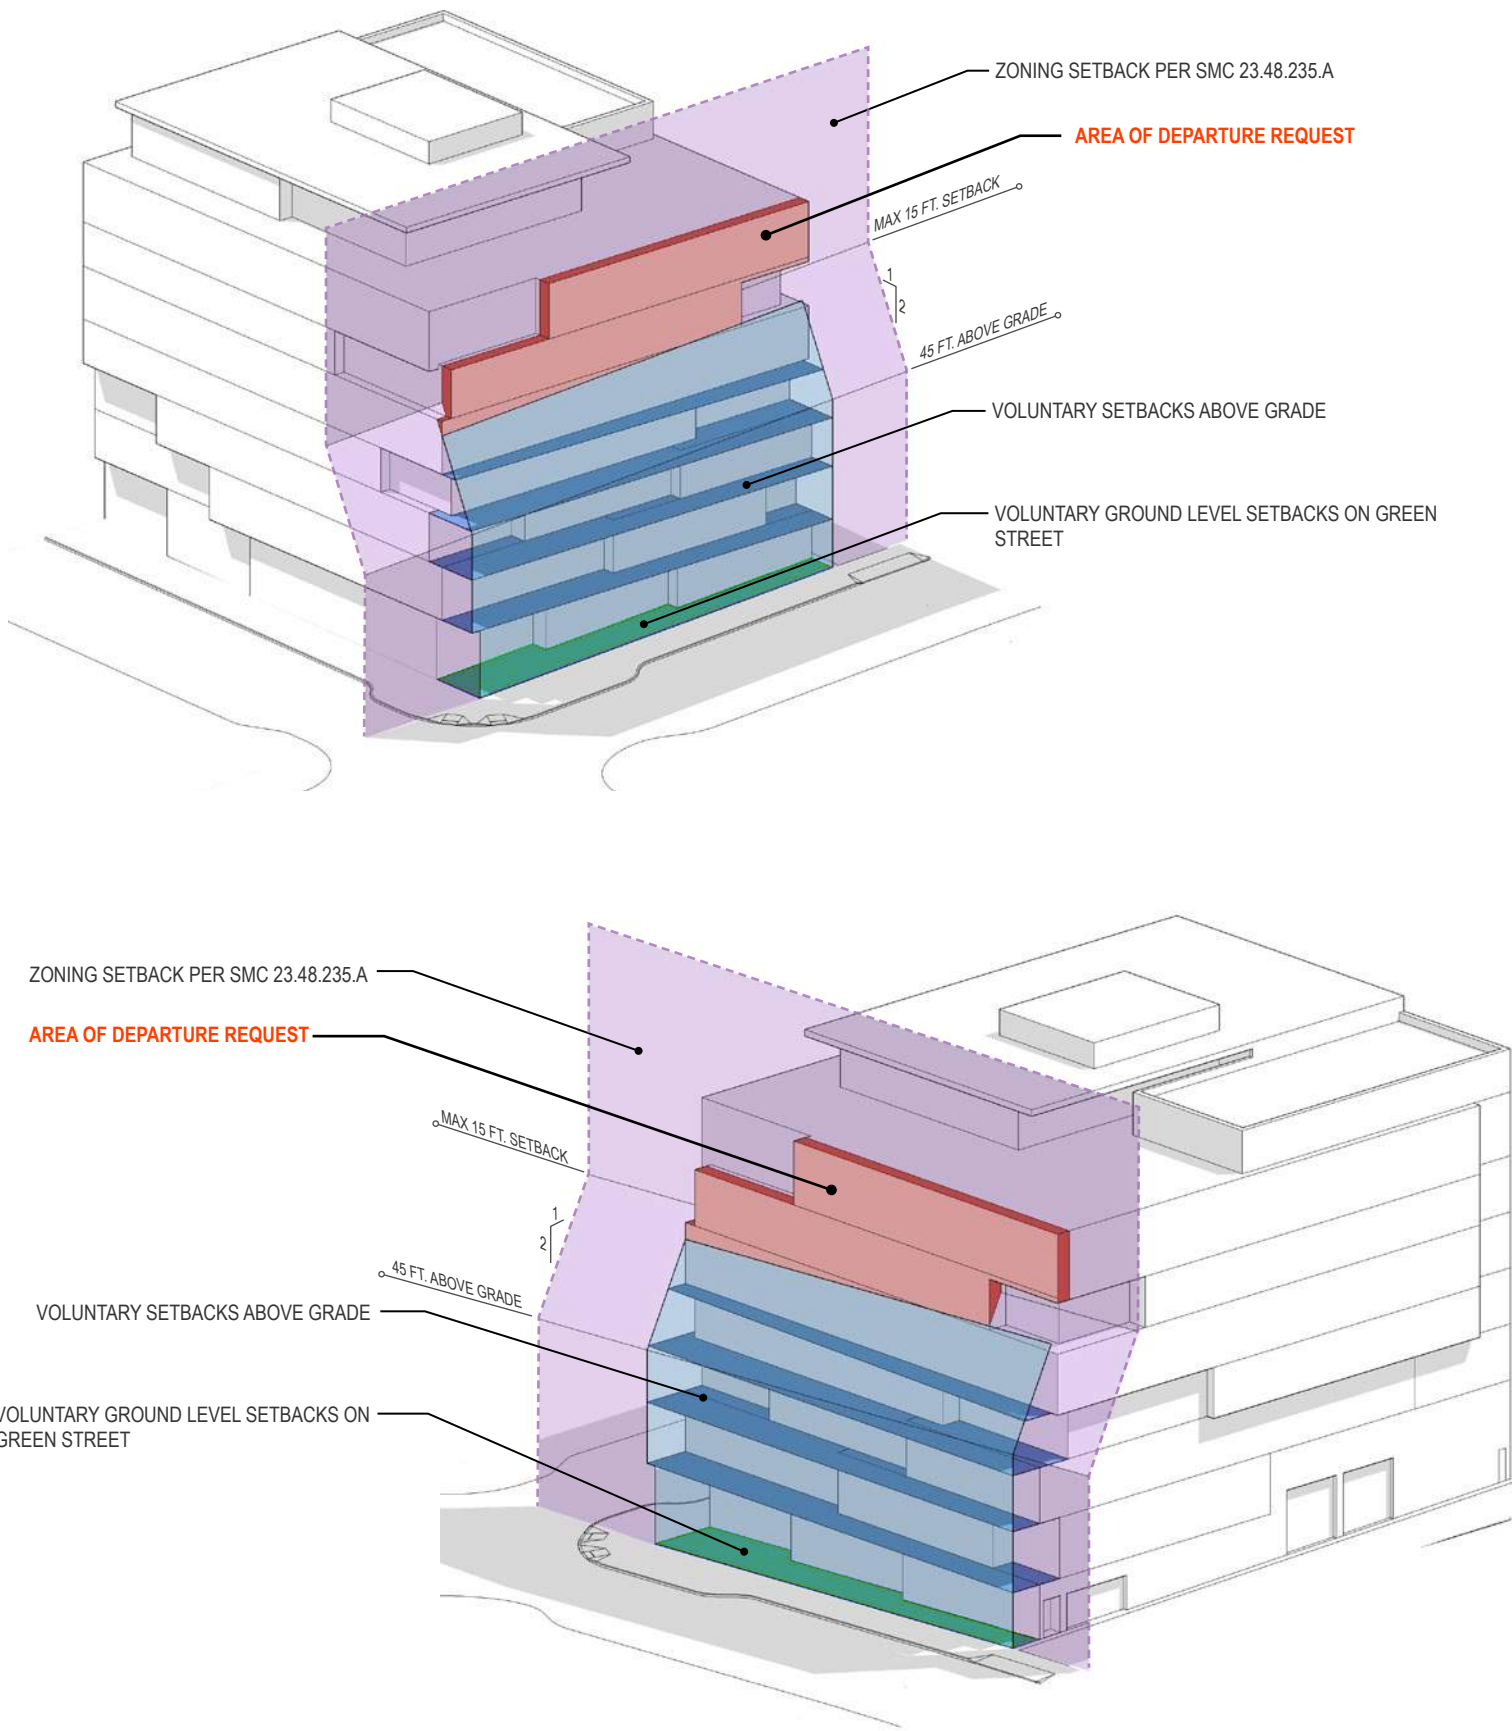 ZONING SETBACK PER SMC 23.48.235.A
AREA OF DEPARTURE REQUEST
MAX 15 FT. SETBACK
1
2
45 FT. ABOVE GRADE
VOLUNTARY SETBACKS ABOVE GRADE
VOLUNTARY GROUND LEVEL SETBACKS ON GREEN
STREET
ZONING SETBACK PER SMC 23.48.235.A
AREA OF DEPARTURE REQUEST
MAX 15 FT. SETBACK
1
2
45 FT. ABOVE GRADE
VOLUNTARY SETBACKS ABOVE GRADE
VOLUNTARY GROUND LEVEL SETBACKS ON
GREEN STREET